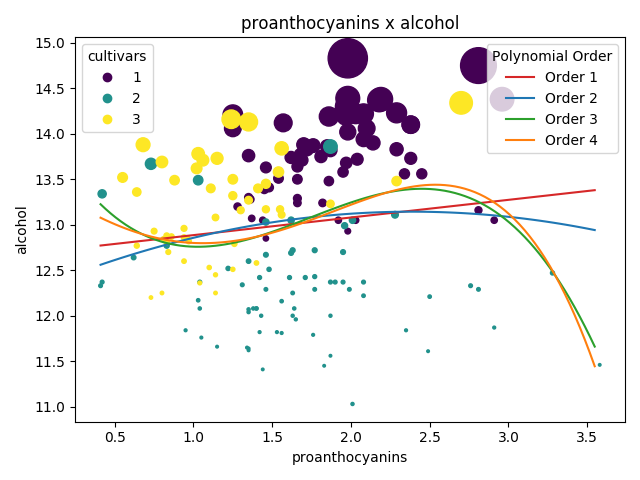 proanthocyanins x alcohol
cultivars
1
2
3
Polynomial Order
Order 1
Order 2
Order 3
Order 4
alcohol
15.0
14.5
14.0
13.5
13.0
12.5
12.0
11.5
11.0
0.5 1.0 1.5 2.0 2.5 3.0 3.5
proanthocyanins